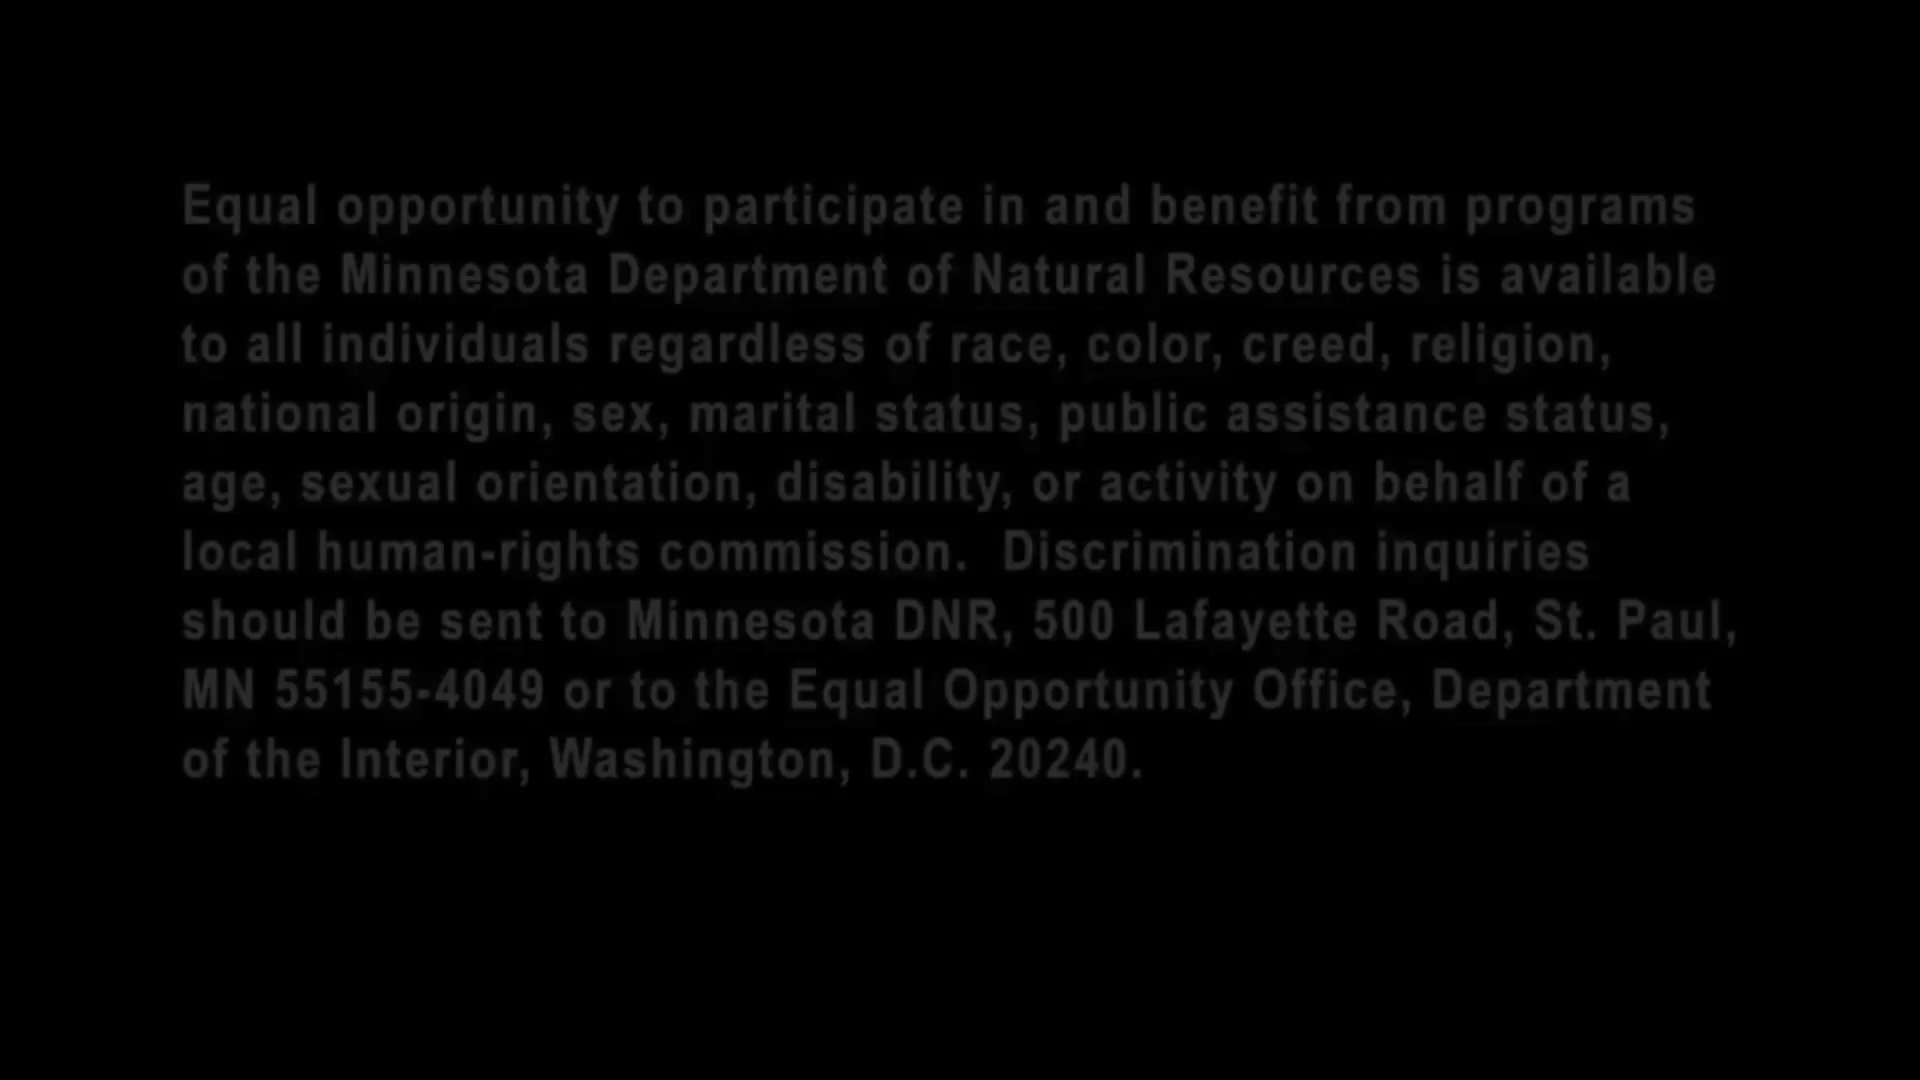 Equal opportunity to participate in and benefit from programs
of the Minnesota Department of Natural Resources is available
to all individuals regardless of race, color, creed, religion,
national origin, sex, marital status, public assistance status,
age, sexual orientation, disability, or activity on behalf of a
local human-rights commission.  Discrimination inquiries
should be sent to Minnesota DNR, 500 Lafayette Road, St. Paul,
MN 55155-4049 or to the Equal Opportunity Office, Department
of the Interior, Washington, D.C. 20240.